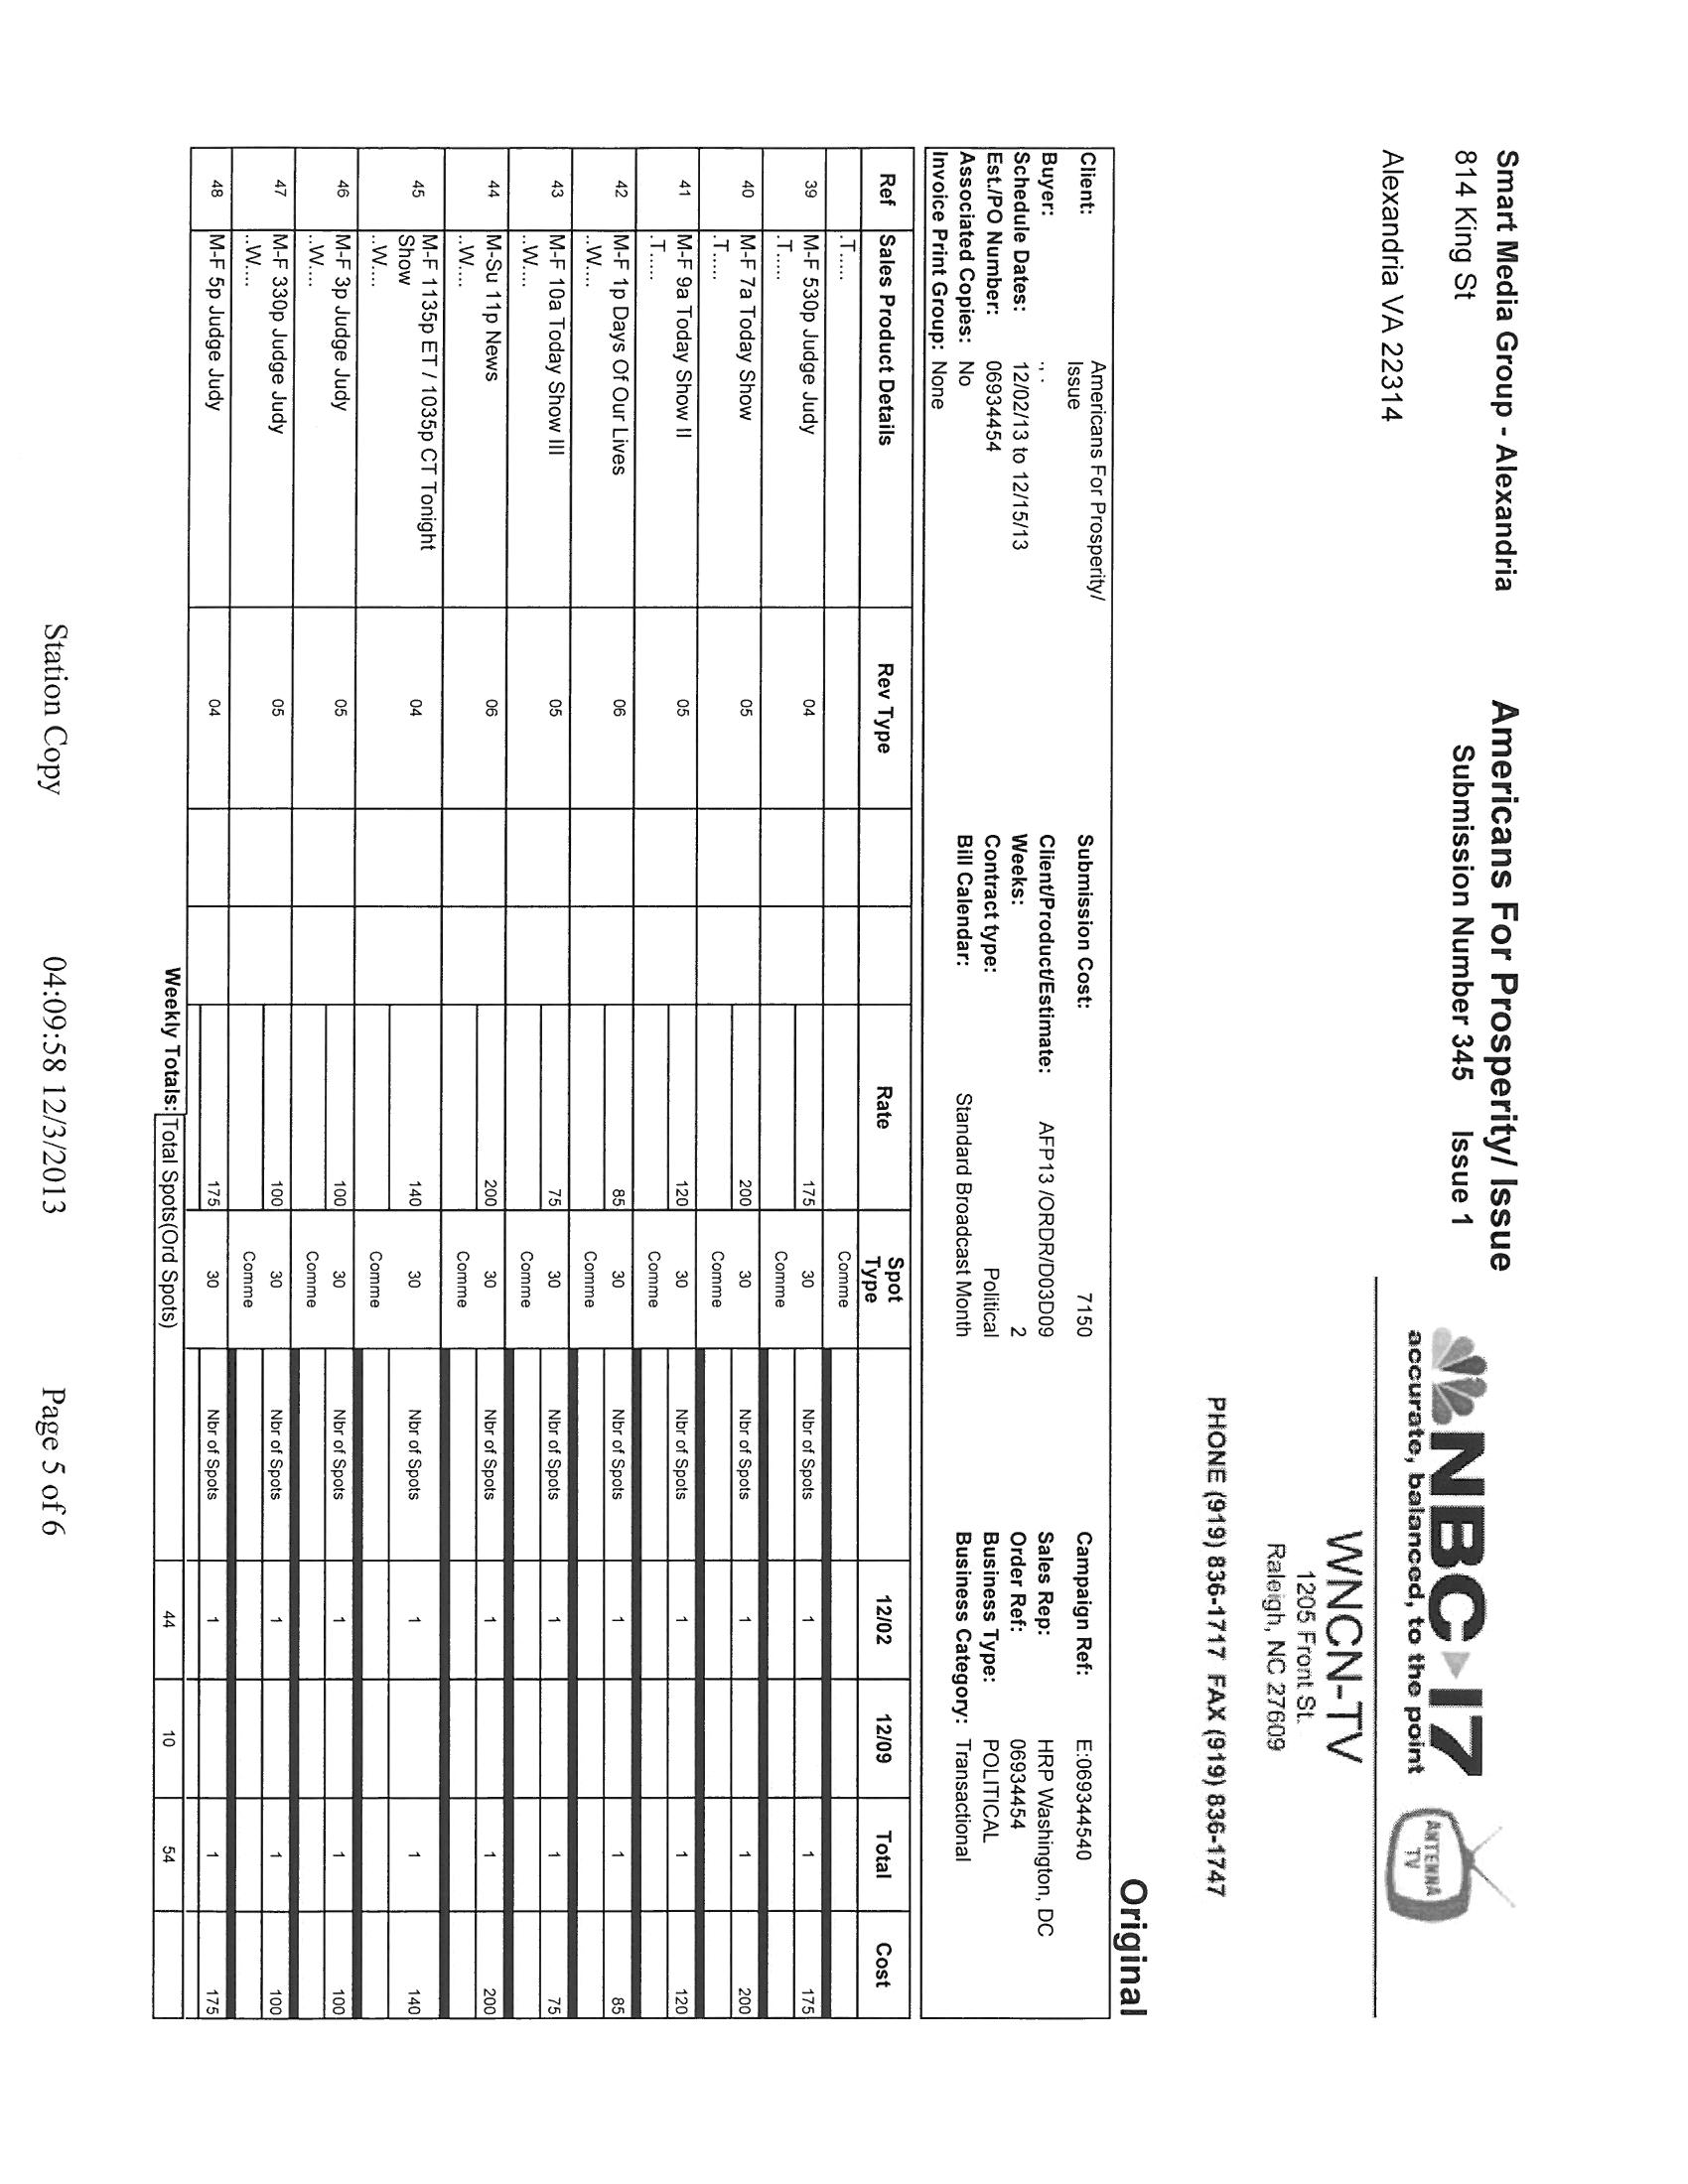 Smart Media Group - Alexandria
814 King St
Alexandria VA 22314
Americans For Prosperity/ Issue
Submission Number 345 Issue 1
NBC 17
accurate, balanced, to the point
ANTENNA TV
WNCN-TV
1205 Front St.
Raleigh, NC 27609
PHONE (919) 836-1717 FAX (919) 836-1747
Original
Client: Americans For Prosperity/ Issue Submission Cost: 7150 Campaign Ref: E:069344540
Buyer: Client/Product/Estimate: AFP13 /ORDR/D03D09 Sales Rep: HRP Washington, DC
Schedule Dates: 12/02/13 to 12/15/13 Weeks: 2 Order Ref: 06934454
Est./PO Number: 06934454 Contract type: Political Business Type: POLITICAL
Associated Copies: No Bill Calendar: Standard Broadcast Month Business Category: Transactional
Invoice Print Group: None
Ref Sales Product Details Rev Type Rate Spot Type 12/02 12/09 Total Cost
.T..... Comme
39 M-F 530p Judge Judy 04 175 30 Nbr of Spots 1 1 175
.T..... Comme
40 M-F 7a Today Show 05 200 30 Nbr of Spots 1 1 200
.T..... Comme
41 M-F 9a Today Show II 05 120 30 Nbr of Spots 1 1 120
.T..... Comme
42 M-F 1p Days Of Our Lives 06 85 30 Nbr of Spots 1 1 85
..W.... Comme
43 M-F 10a Today Show III 05 75 30 Nbr of Spots 1 1 75
..W.... Comme
44 M-Su 11p News 06 200 30 Nbr of Spots 1 1 200
..W.... Comme
45 M-F 1135p ET / 1035p CT Tonight 04 140 30 Nbr of Spots 1 1 140
Show
..W.... Comme
46 M-F 3p Judge Judy 05 100 30 Nbr of Spots 1 1 100
..W.... Comme
47 M-F 330p Judge Judy 05 100 30 Nbr of Spots 1 1 100
..W.... Comme
48 M-F 5p Judge Judy 04 175 30 Nbr of Spots 1 1 175
Weekly Totals: Total Spots(Ord Spots) 44 10 54
Station Copy 04:09:58 12/3/2013 Page 5 of 6